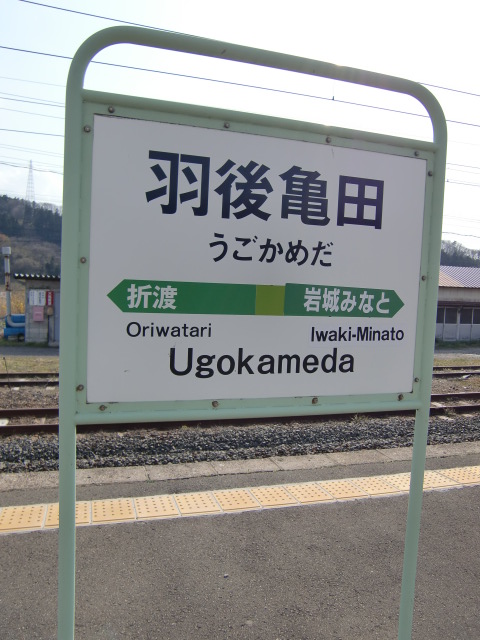 羽後亀田
うごかめだ
折渡 岩城みなと
Oriwatari Iwaki-Minato
Ugokameda